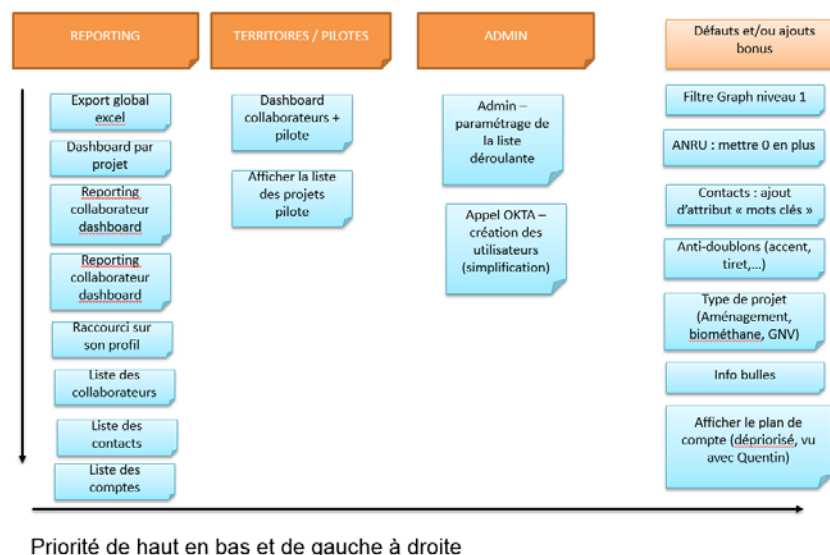 REPORTING
TERRITOIRES / PILOTES
ADMIN
Défauts et/ou ajouts
bonus
Export global
excel
Dashboard par
projet
Reporting
collaborateur
dashboard
Reporting
collaborateur
dashboard
Raccourci sur
son profil
Liste des
collaborateurs
Liste des
contacts
Liste des
comptes
Dashboard
collaborateurs +
pilote
Afficher la liste
des projets
pilote
Admin –
paramétrage de
la liste
déroulante
Appel OKTA –
création des
utilisateurs
(simplification)
Filtre Graph niveau 1
ANRU : mettre 0 en plus
Contacts : ajout
d’attribut « mots clés »
Anti-doublons (accent,
tiret,...)
Type de projet
(Aménagement,
biométhane, GNV)
Info bulles
Afficher le plan de
compte (dépriorisé, vu
avec Quentin)
Priorité de haut en bas et de gauche à droite